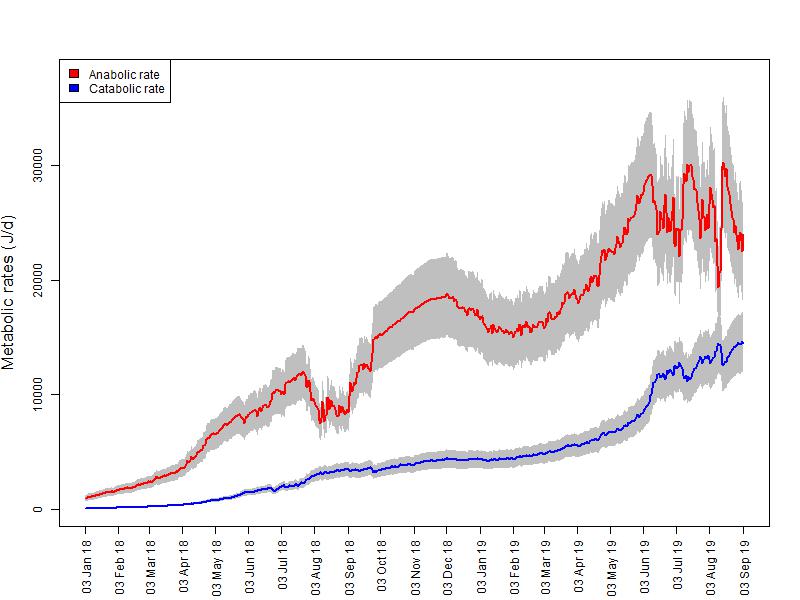 Anabolic rate
Catabolic rate
Metabolic rates (J/d)
30000
20000
10000
0
03 Jan 18
03 Feb 18
03 Mar 18
03 Apr 18
03 May 18
03 Jun 18
03 Jul 18
03 Aug 18
03 Sep 18
03 Oct 18
03 Nov 18
03 Dec 18
03 Jan 19
03 Feb 19
03 Mar 19
03 Apr 19
03 May 19
03 Jun 19
03 Jul 19
03 Aug 19
03 Sep 19